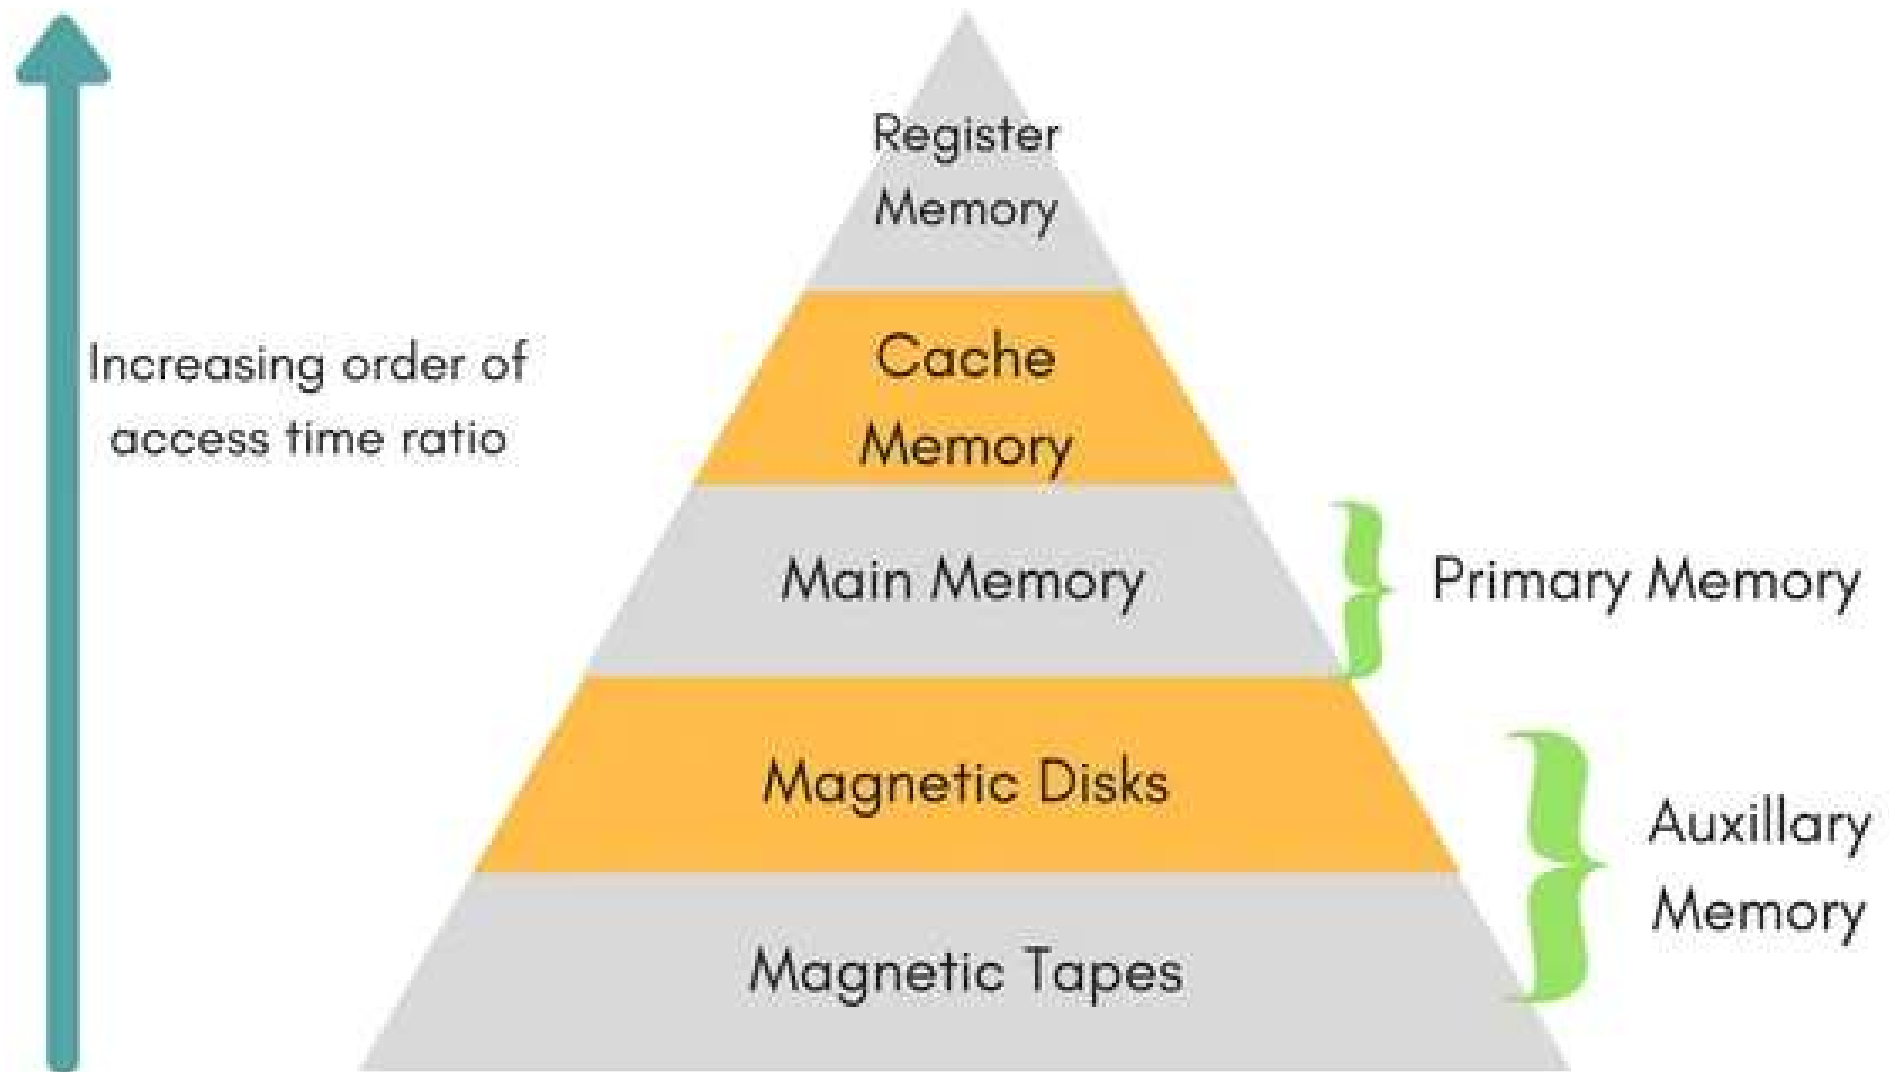 Register
Memory
Increasing order of
access time ratio
Cache
Memory
Main Memory
Primary Memory
Magnetic Disks
Auxillary
Memory
Magnetic Tapes